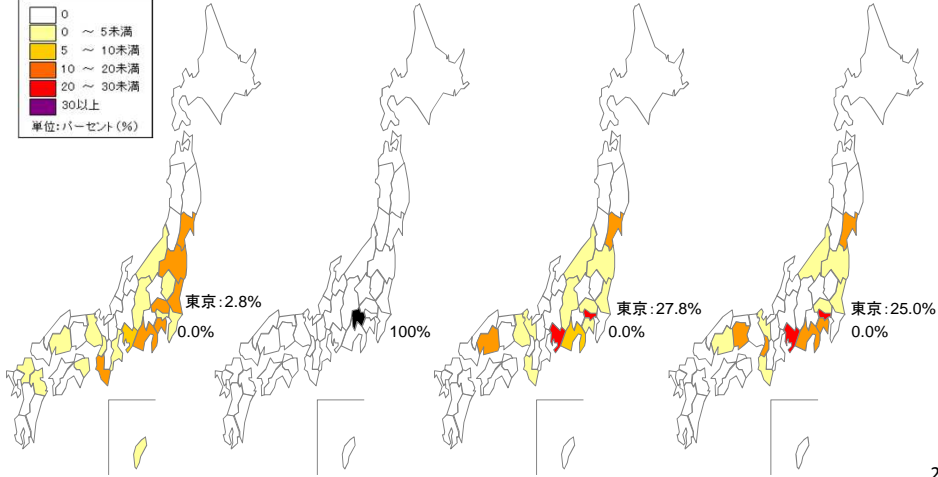 0
0 ～ 5未満
5 ～ 10未満
10 ～ 20未満
20 ～ 30未満
30以上
単位:パーセント(%)
東京:2.8%
0.0%
100%
東京:27.8%
0.0%
東京:25.0%
0.0%
2